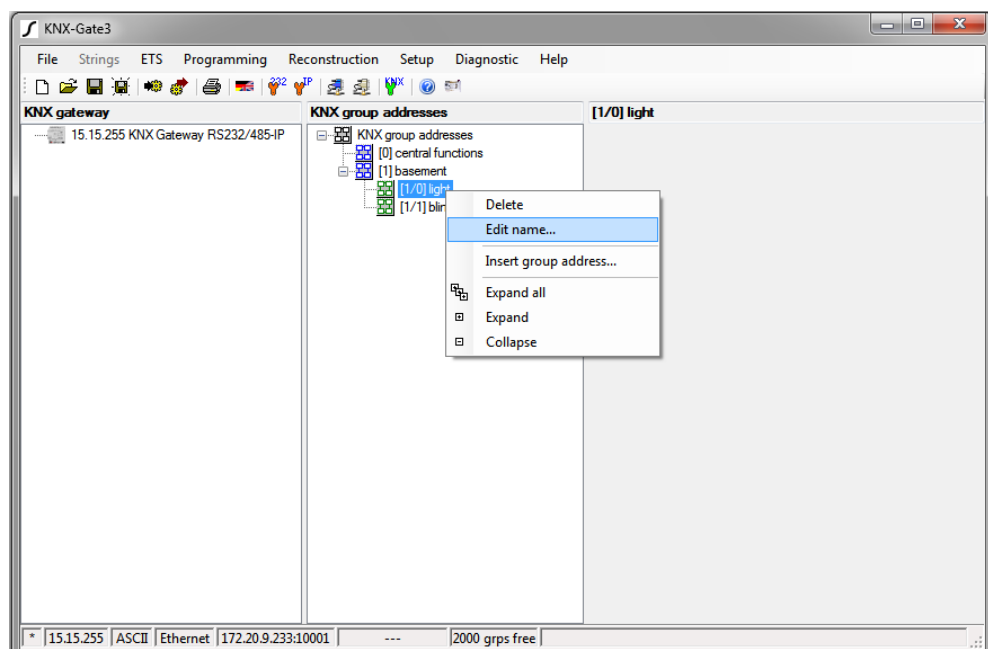 KNX-Gate3
File Strings ETS Programming Reconstruction Setup Diagnostic Help
232 IP KNX
KNX gateway KNX group addresses [1/0] light
15.15.255 KNX Gateway RS232/485-IP
KNX group addresses
[0] central functions
[1] basement
[1/0] light
[1/1]
Delete
Edit name...
Insert group address...
Expand all
Expand
Collapse
* 15.15.255 ASCII Ethernet 172.20.9.233:10001 --- 2000 grps free